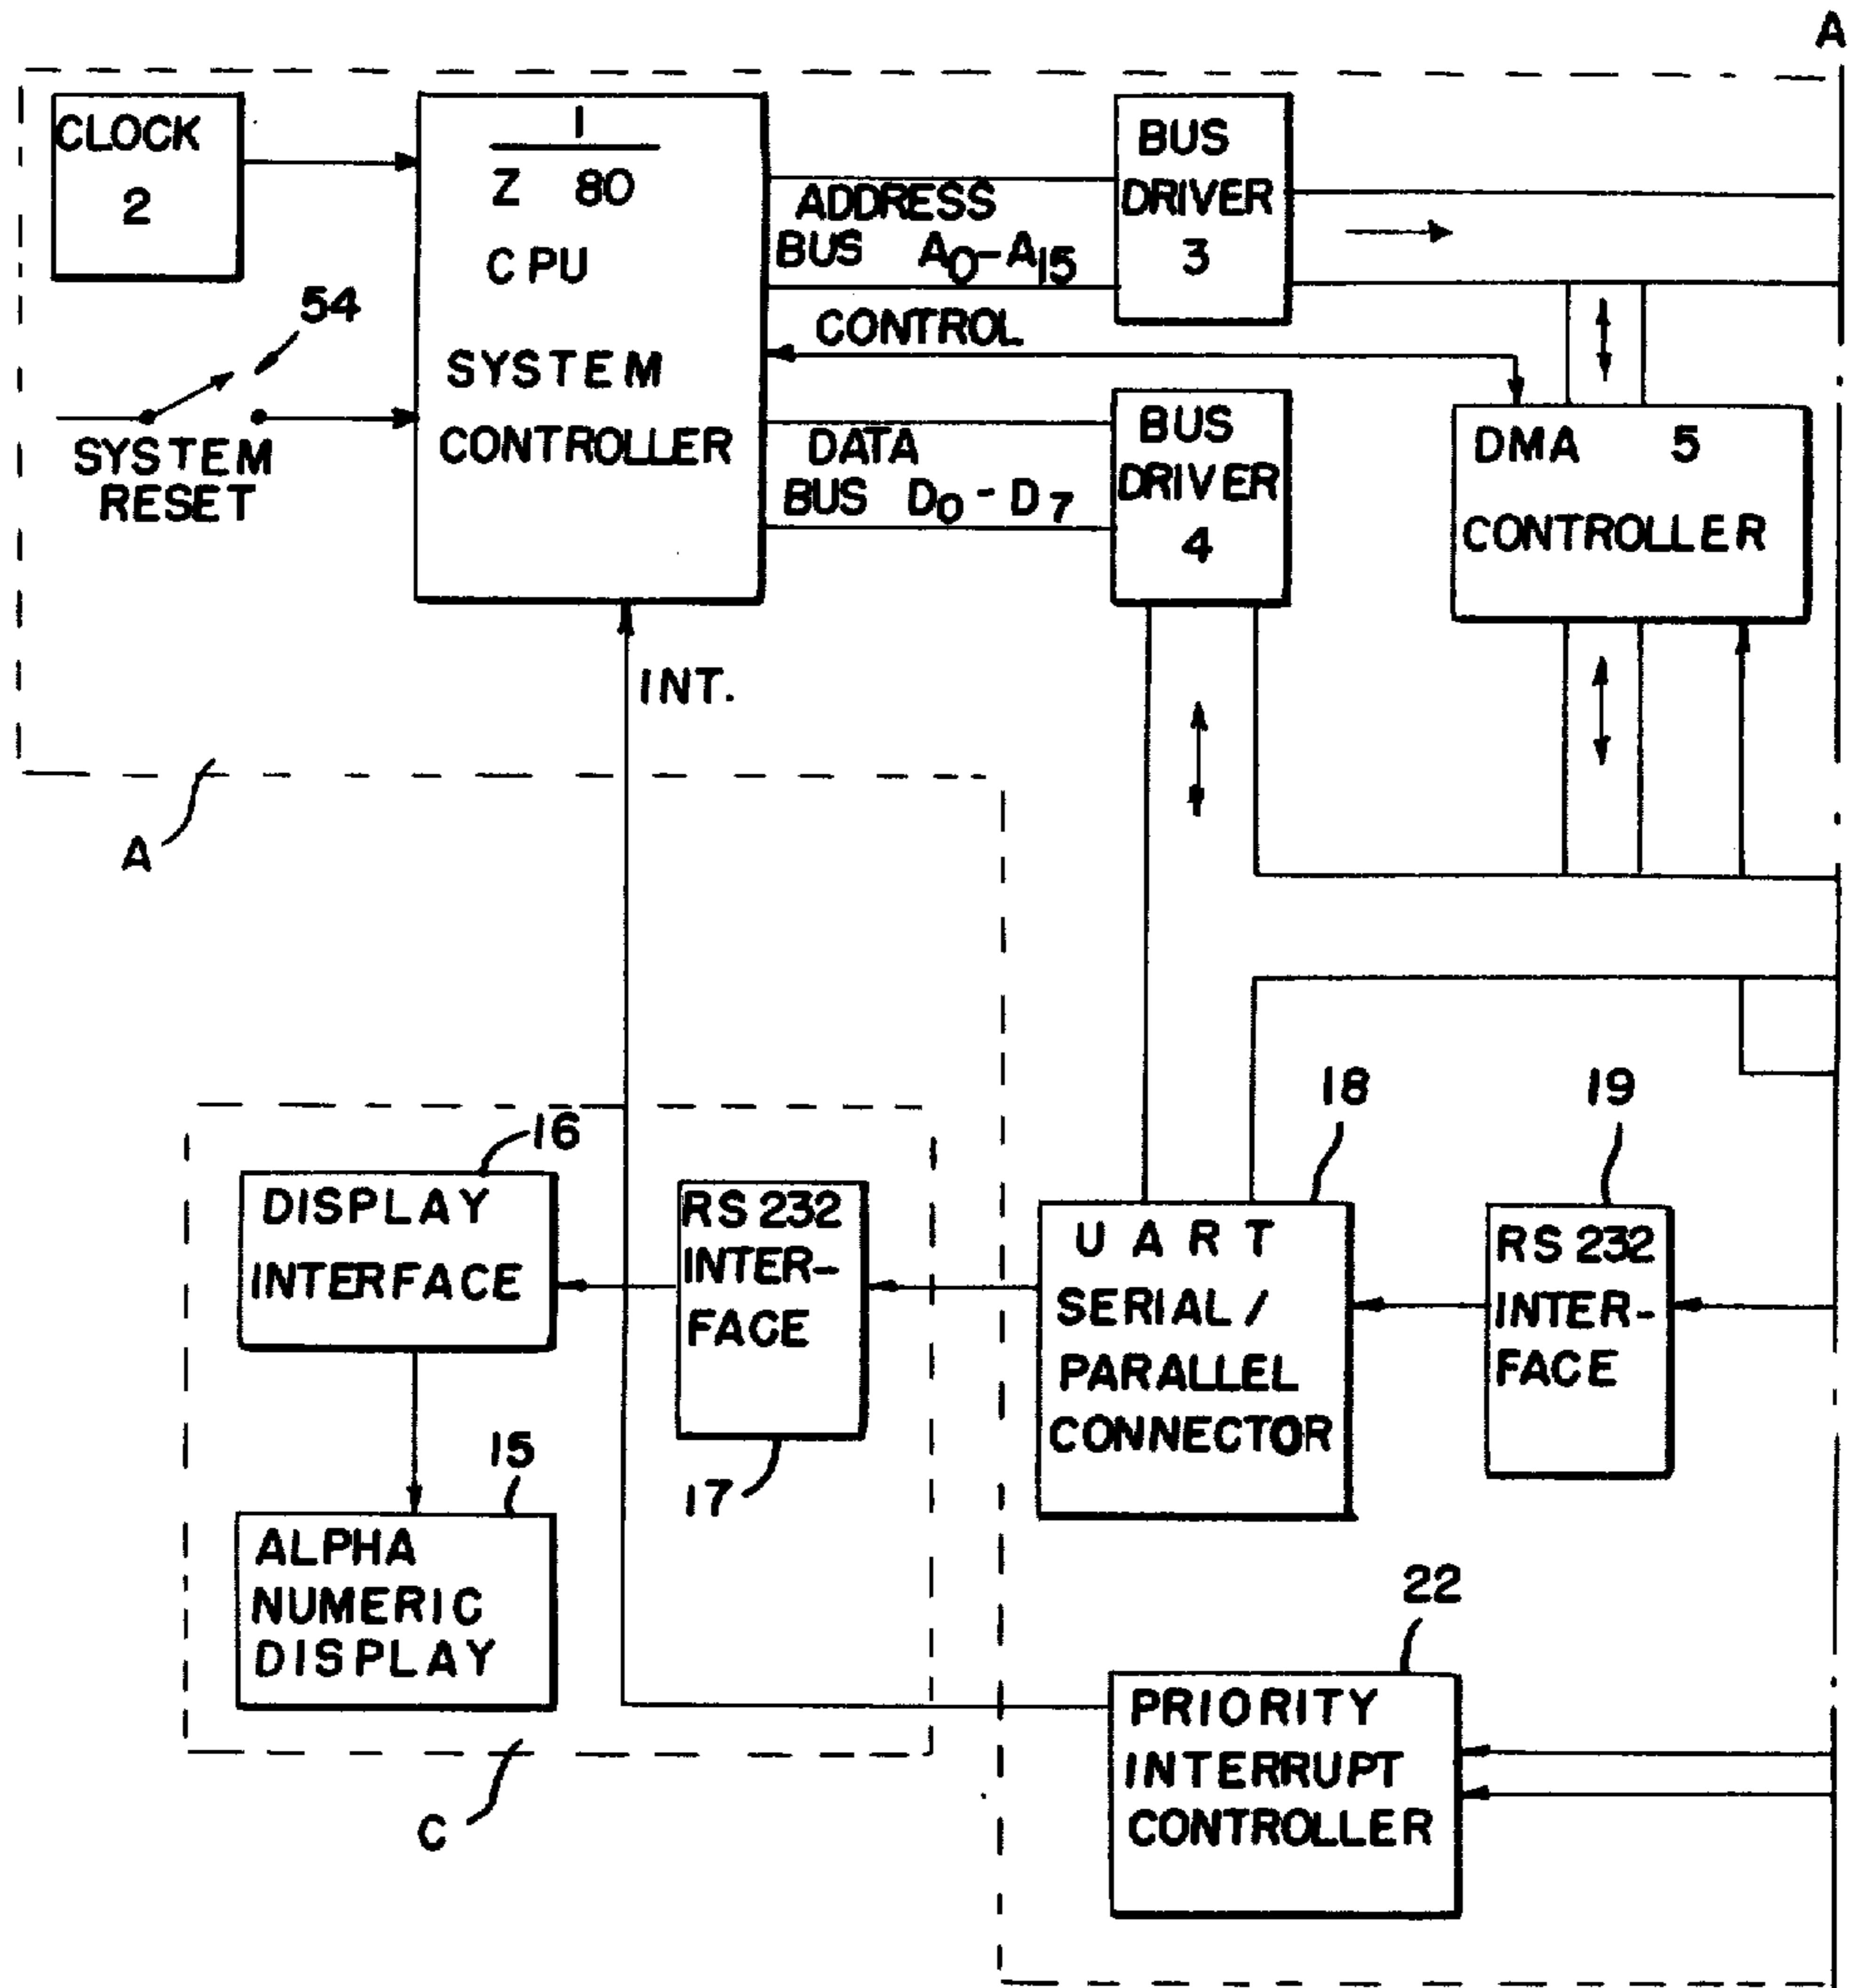 A
CLOCK
2
1
Z 80
CPU
SYSTEM
CONTROLLER
54
SYSTEM
RESET
ADDRESS
BUS A0-A15
CONTROL
DATA
BUS D0-D7
BUS
DRIVER
3
BUS
DRIVER
4
DMA 5
CONTROLLER
INT.
A
16
DISPLAY
INTERFACE
RS 232
INTER-
FACE
17
18
UART
SERIAL/
PARALLEL
CONNECTOR
19
RS 232
INTER-
FACE
15
ALPHA
NUMERIC
DISPLAY
C
22
PRIORITY
INTERRUPT
CONTROLLER